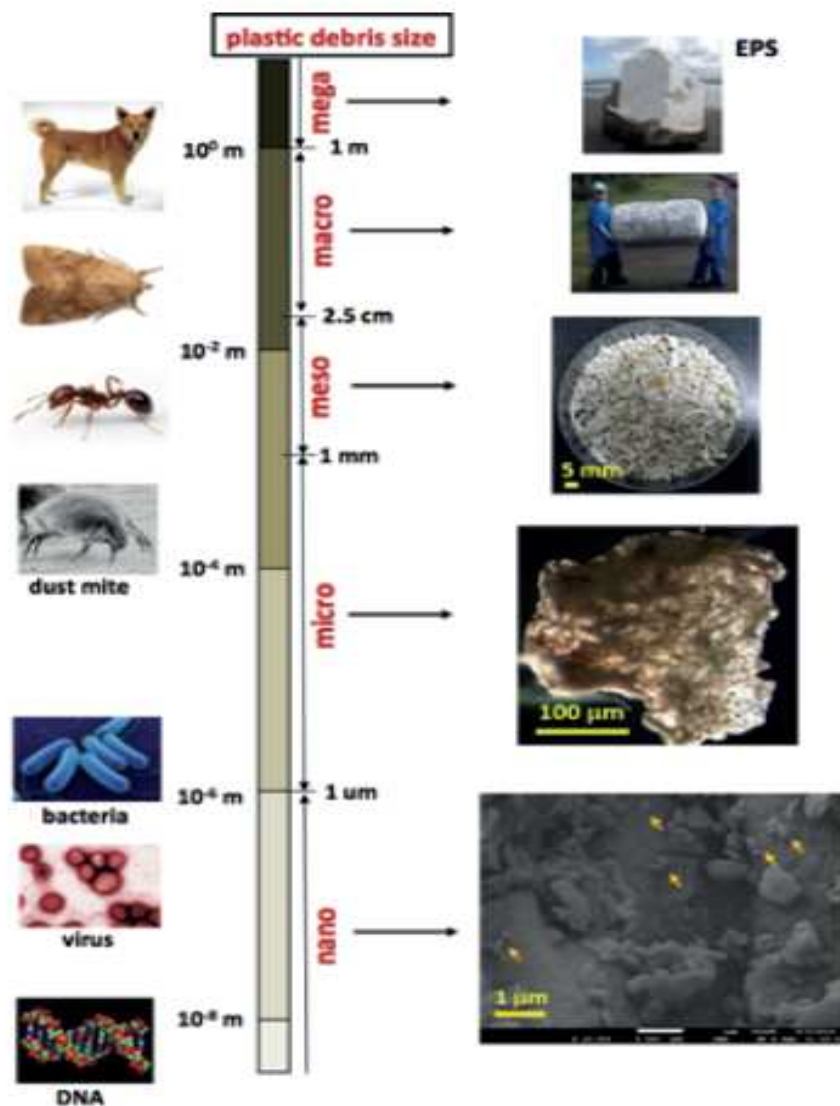 plastic debris size
EPS
mega
10⁰ m
1 m
macro
2.5 cm
10⁻² m
meso
1 mm
5 mm
dust mite
10⁻⁴ m
micro
100 μm
10⁻⁶ m
1 um
bacteria
virus
nano
1 μm
10⁻⁸ m
DNA